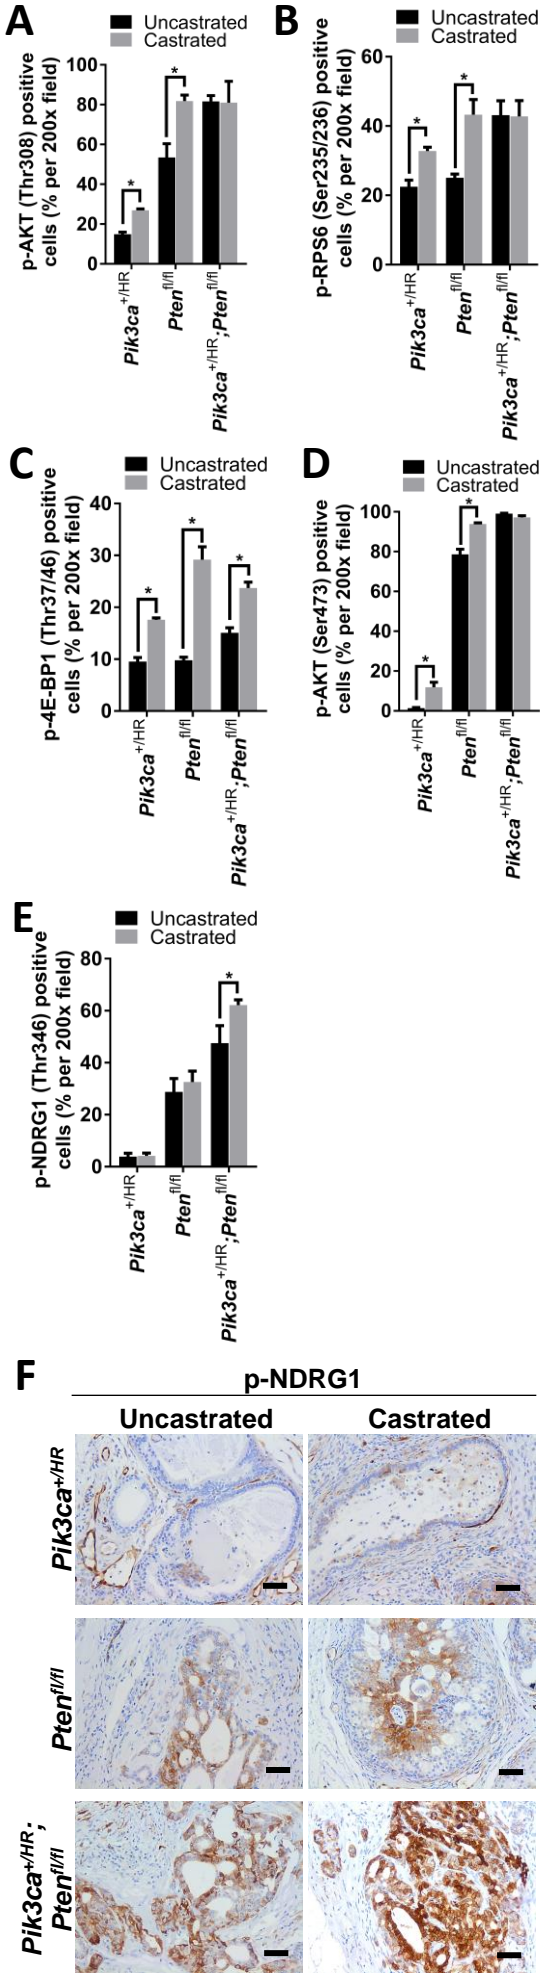 A
Uncastrated
Castrated
p-AKT (Thr308) positive
cells (% per 200x field)
100
80
60
40
20
0
*
*
Pik3ca+/HR
Ptenfl/fl
Pik3ca+/HR;Ptenfl/fl
B
Uncastrated
Castrated
p-RPS6 (Ser235/236) positive
cells (% per 200x field)
60
40
20
0
*
*
Pik3ca+/HR
Ptenfl/fl
Pik3ca+/HR;Ptenfl/fl
C
Uncastrated
Castrated
p-4E-BP1 (Thr37/46) positive
cells (% per 200x field)
40
30
20
10
0
*
*
*
Pik3ca+/HR
Ptenfl/fl
Pik3ca+/HR;Ptenfl/fl
D
Uncastrated
Castrated
p-AKT (Ser473) positive
cells (% per 200x field)
100
80
60
40
20
0
*
*
Pik3ca+/HR
Ptenfl/fl
Pik3ca+/HR;Ptenfl/fl
E
Uncastrated
Castrated
p-NDRG1 (Thr346) positive
cells (% per 200x field)
80
60
40
20
0
*
Pik3ca+/HR
Ptenfl/fl
Pik3ca+/HR;Ptenfl/fl
F
p-NDRG1
Uncastrated
Castrated
Pik3ca+/HR
Ptenfl/fl
Pik3ca+/HR;
Ptenfl/fl